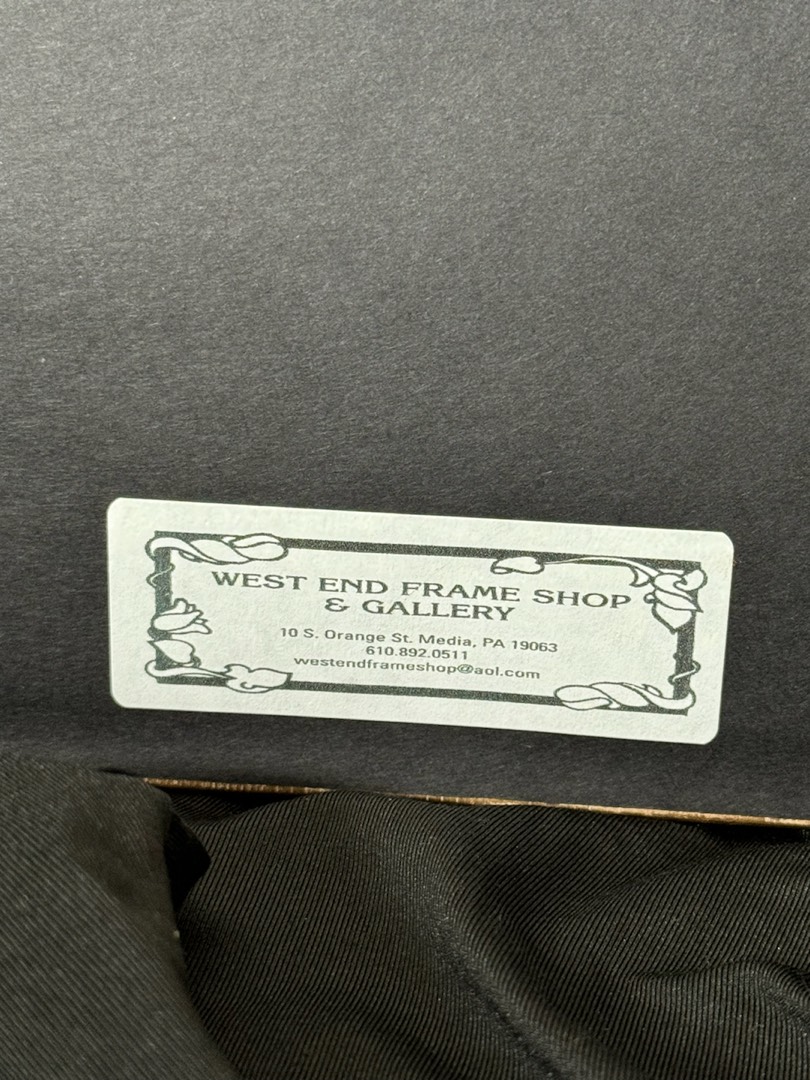 WEST END FRAME SHOP
& GALLERY
10 S. Orange St. Media, PA 19063
610.892.0511
westendframeshop@aol.com